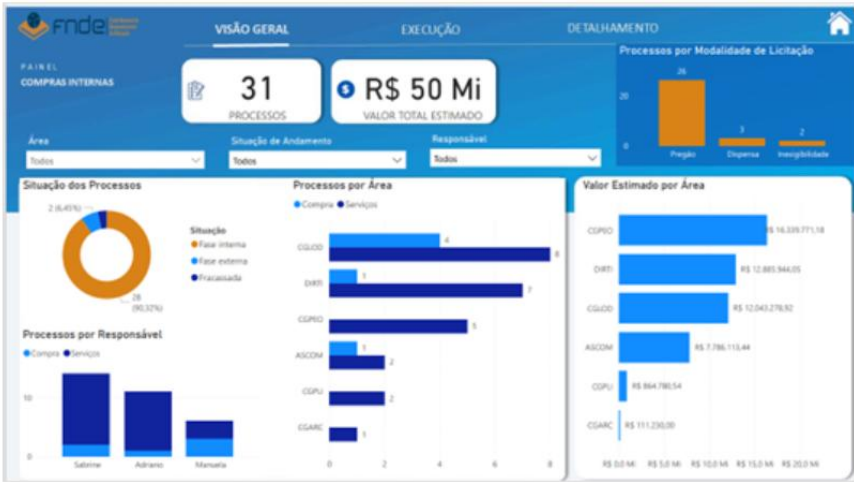 FNDE
VISÃO GERAL
EXECUÇÃO
DETALHAMENTO
PAINEL
COMPRAS INTERNAS
31
PROCESSOS
R$ 50 Mi
VALOR TOTAL ESTIMADO
Processos por Modalidade de Licitação
26
20
3
2
0
Pregão
Dispensa
Inexigibilidade
Área
Todos
Situação de Andamento
Todos
Responsável
Todos
Situação dos Processos
2 (6,45%)
28
(90,32%)
Situação
Fase interna
Fase externa
Fracassada
Processos por Responsável
Compra Serviços
10
0
Sabrine
Adriano
Manuela
Processos por Área
Compra Serviços
CGLOD
4
8
DIRTI
1
7
CGPEO
5
ASCOM
1
2
CGPLI
2
CGARC
1
0 2 4 6 8
Valor Estimado por Área
CGPEO
R$ 16.339.771,18
DIRTI
R$ 12.885.944,05
CGLOD
R$ 12.043.278,92
ASCOM
R$ 7.786.113,44
CGPLI
R$ 864.780,54
CGARC
R$ 111.230,00
R$ 0,0 Mi R$ 5,0 Mi R$ 10,0 Mi R$ 15,0 Mi R$ 20,0 Mi